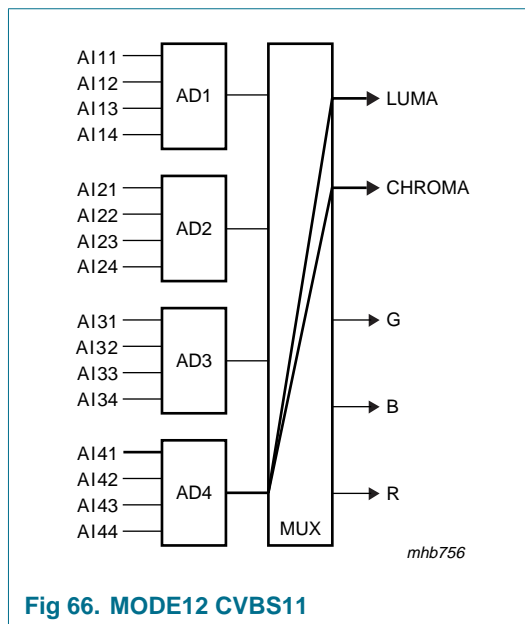 AI11
AI12
AI13
AI14
AD1
LUMA
CHROMA
AI21
AI22
AI23
AI24
AD2
AI31
AI32
AI33
AI34
AD3
G
B
AI41
AI42
AI43
AI44
AD4
R
MUX
mhb756
Fig 66. MODE12 CVBS11